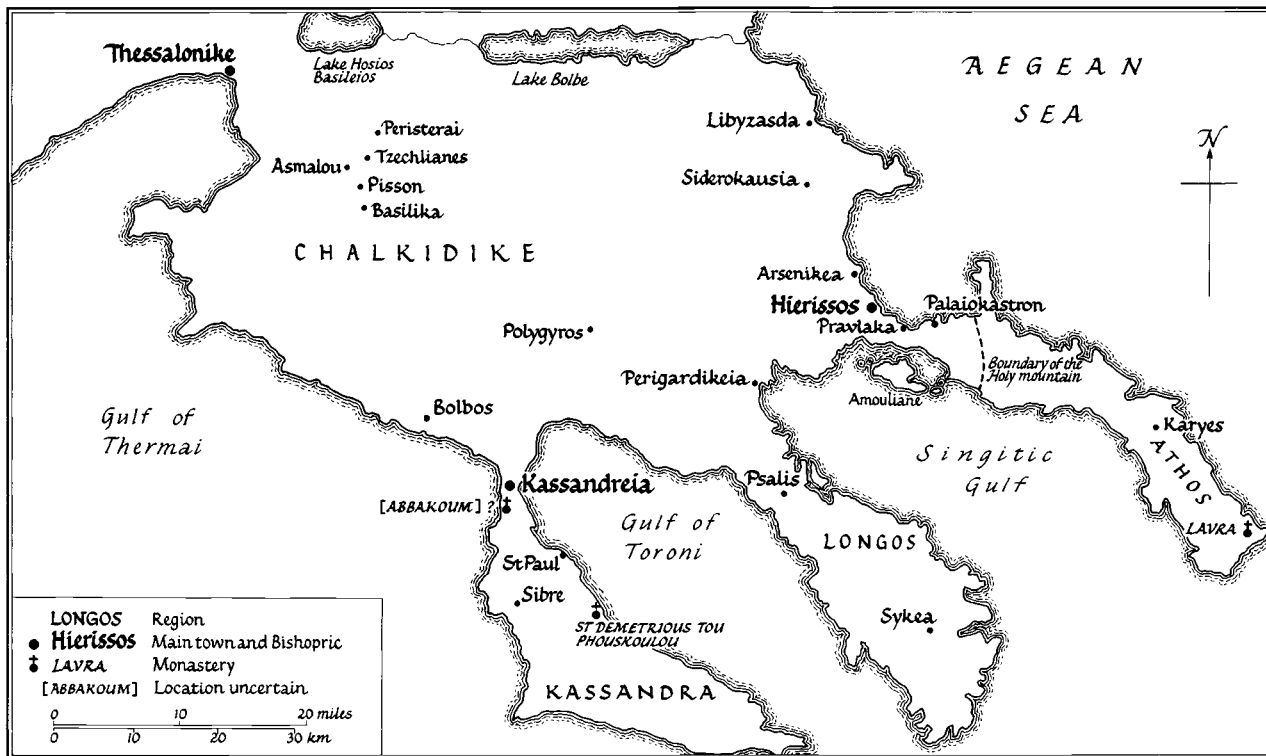 Thessalonike
Lake Hosios
Basileios
Lake Bolbe
AEGEAN
SEA
N
Libyzasda
Peristerai
Tzechlianes
Asmalou
Pisson
Basilika
Siderokausia
CHALKIDIKE
Arsenikea
Hierissos
Palaiokastron
Pravlaka
Polygyros
Boundary of the
Holy mountain
Perigardikeia
Amouliane
Gulf of
Thermai
Bolbos
Karyes
ATHOS
Singitic
Gulf
Psalis
Kassandreia
[ABBAKOUM] ?
Gulf of
Toroni
LONGOS
LAVRA
St Paul
Sibre
Sykea
ST DEMETRIOUS TOU
PHOUSKOULOU
KASSANDRA
LONGOS Region
Hierissos Main town and Bishopric
LAVRA Monastery
[ABBAKOUM] Location uncertain
0 10 20 miles
0 10 20 30 km